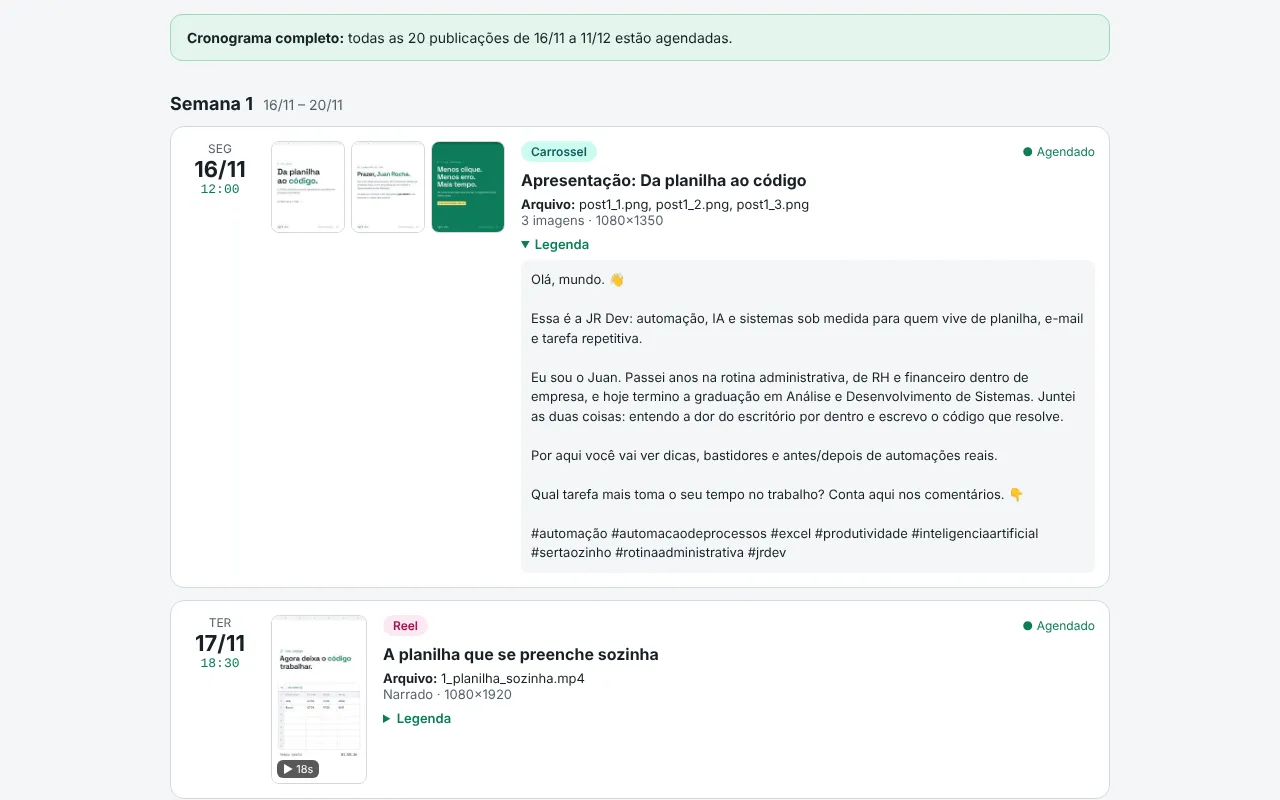 Cronograma completo: todas as 20 publicações de 16/11 a 11/12 estão agendadas.
Semana 1 16/11 – 20/11
SEG
16/11
12:00
Da planilha
ao código.
Prazer, Juan Rocha.
Menos clique.
Menos erro.
Mais tempo.
Carrossel
Agendado
Apresentação: Da planilha ao código
Arquivo: post1_1.png, post1_2.png, post1_3.png
3 imagens · 1080×1350
▼ Legenda
Olá, mundo. 👋
Essa é a JR Dev: automação, IA e sistemas sob medida para quem vive de planilha, e-mail
e tarefa repetitiva.
Eu sou o Juan. Passei anos na rotina administrativa, de RH e financeiro dentro de
empresa, e hoje termino a graduação em Análise e Desenvolvimento de Sistemas. Juntei
as duas coisas: entendo a dor do escritório por dentro e escrevo o código que resolve.
Por aqui você vai ver dicas, bastidores e antes/depois de automações reais.
Qual tarefa mais toma o seu tempo no trabalho? Conta aqui nos comentários. 👇
#automação #automacaodeprocessos #excel #produtividade #inteligenciaartificial
#sertaozinho #rotinaadministrativa #jrdev
TER
17/11
18:30
Agora deixa o código
trabalhar.
▶ 18s
Reel
Agendado
A planilha que se preenche sozinha
Arquivo: 1_planilha_sozinha.mp4
Narrado · 1080×1920
▶ Legenda